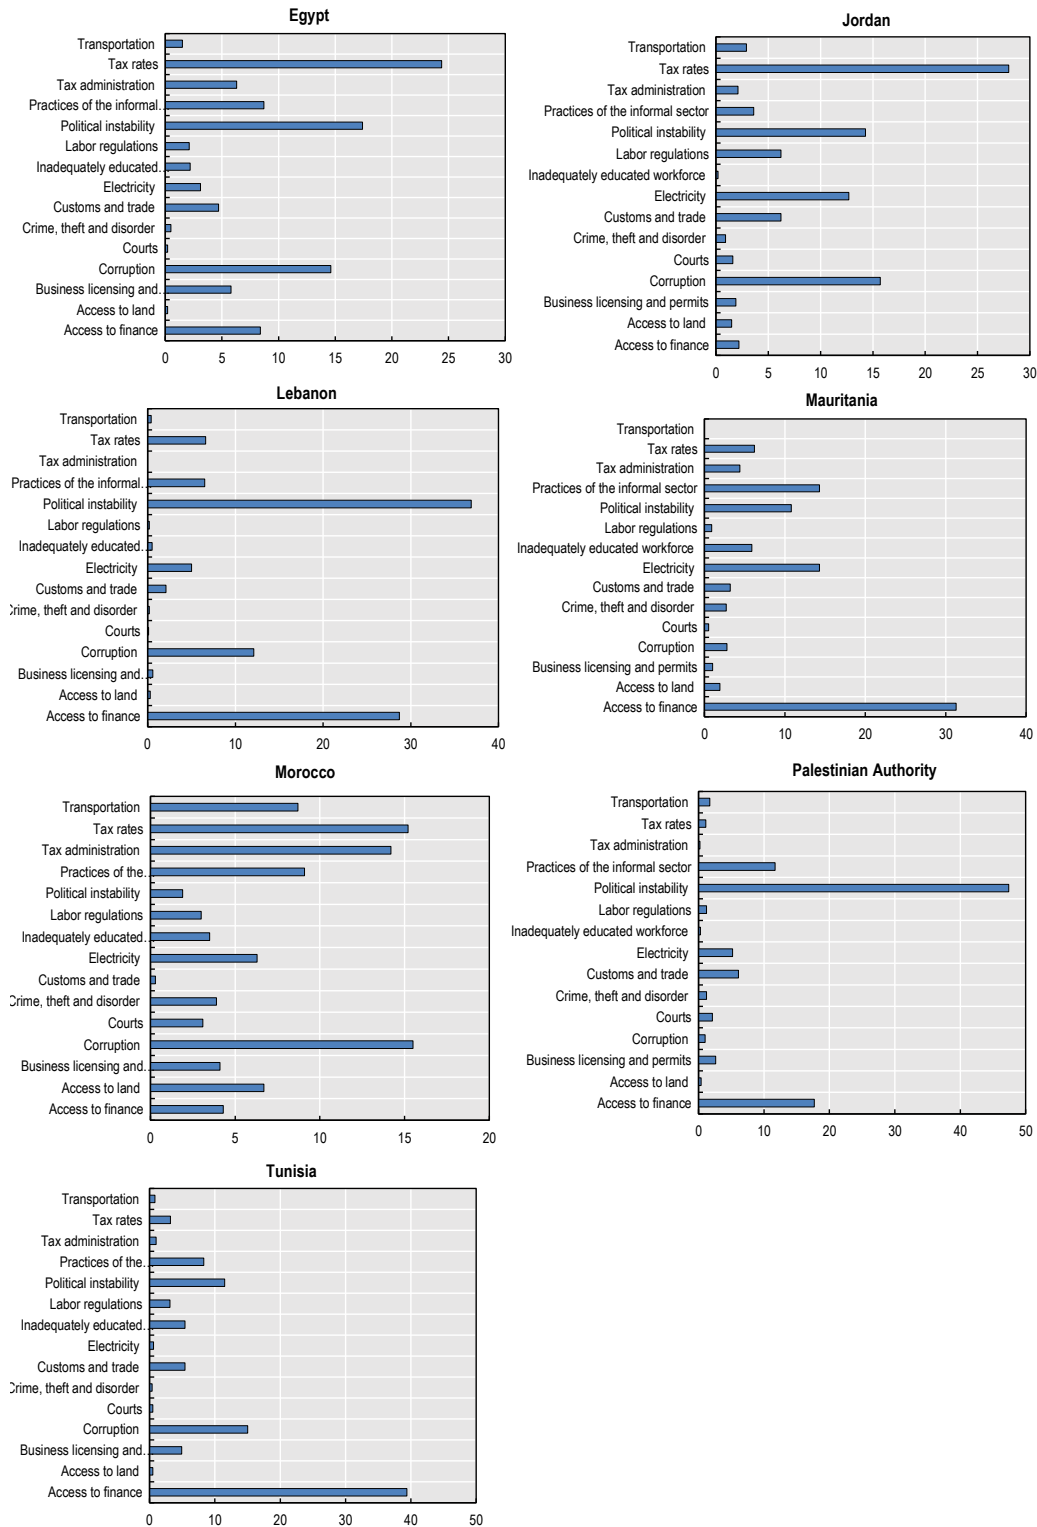 Egypt
Transportation
Tax rates
Tax administration
Practices of the informal…
Political instability
Labor regulations
Inadequately educated…
Electricity
Customs and trade
Crime, theft and disorder
Courts
Corruption
Business licensing and…
Access to land
Access to finance
0 5 10 15 20 25 30
Jordan
Transportation
Tax rates
Tax administration
Practices of the informal sector
Political instability
Labor regulations
Inadequately educated workforce
Electricity
Customs and trade
Crime, theft and disorder
Courts
Corruption
Business licensing and permits
Access to land
Access to finance
0 5 10 15 20 25 30
Lebanon
Transportation
Tax rates
Tax administration
Practices of the informal…
Political instability
Labor regulations
Inadequately educated…
Electricity
Customs and trade
Crime, theft and disorder
Courts
Corruption
Business licensing and…
Access to land
Access to finance
0 10 20 30 40
Mauritania
Transportation
Tax rates
Tax administration
Practices of the informal sector
Political instability
Labor regulations
Inadequately educated workforce
Electricity
Customs and trade
Crime, theft and disorder
Courts
Corruption
Business licensing and permits
Access to land
Access to finance
0 10 20 30 40
Morocco
Transportation
Tax rates
Tax administration
Practices of the…
Political instability
Labor regulations
Inadequately educated…
Electricity
Customs and trade
Crime, theft and disorder
Courts
Corruption
Business licensing and…
Access to land
Access to finance
0 5 10 15 20
Palestinian Authority
Transportation
Tax rates
Tax administration
Practices of the informal sector
Political instability
Labor regulations
Inadequately educated workforce
Electricity
Customs and trade
Crime, theft and disorder
Courts
Corruption
Business licensing and permits
Access to land
Access to finance
0 10 20 30 40 50
Tunisia
Transportation
Tax rates
Tax administration
Practices of the…
Political instability
Labor regulations
Inadequately educated…
Electricity
Customs and trade
Crime, theft and disorder
Courts
Corruption
Business licensing and…
Access to land
Access to finance
0 10 20 30 40 50